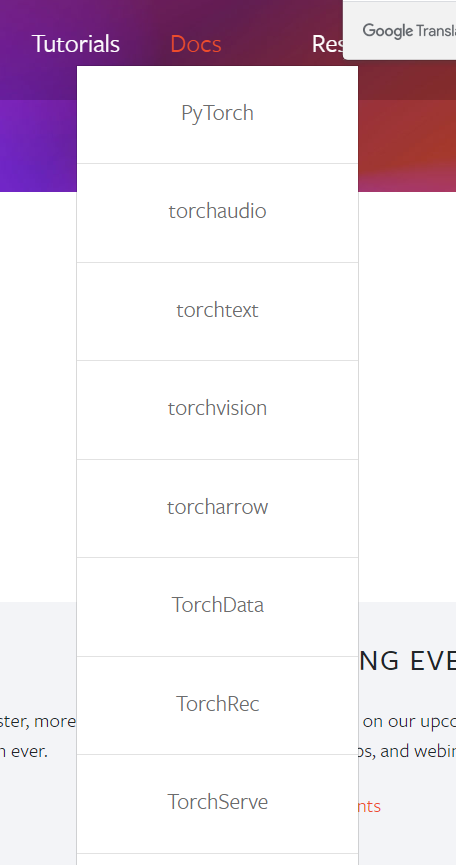 Tutorials Docs Res
Google Transla
PyTorch
torchaudio
torchtext
torchvision
torcharrow
TorchData
TorchRec
TorchServe
NG EVE
ster, more
n ever.
on our upco
os, and webin
nts